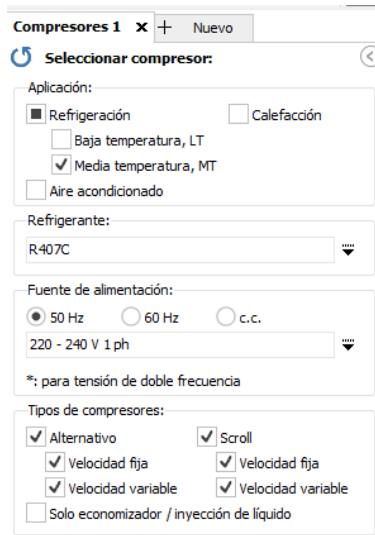 Compresores 1 x + Nuevo
Seleccionar compresor:
Aplicación:
Refrigeración Calefacción
Baja temperatura, LT
Media temperatura, MT
Aire acondicionado
Refrigerante:
R407C
Fuente de alimentación:
50 Hz 60 Hz c.c.
220 - 240 V 1 ph
*: para tensión de doble frecuencia
Tipos de compresores:
Alternativo Scroll
Velocidad fija Velocidad fija
Velocidad variable Velocidad variable
Solo economizador / inyección de líquido